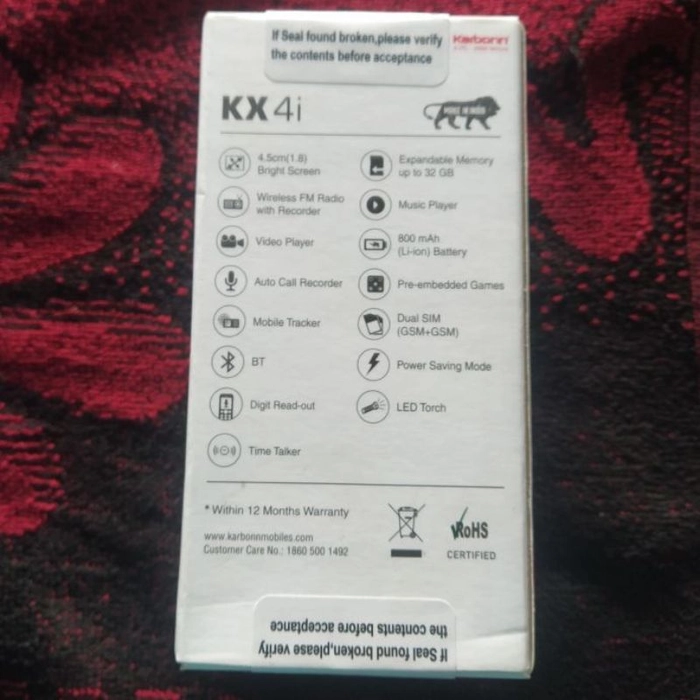 If Seal found broken,please verify
the contents before acceptance
Karbonn
KX 4i
4.5cm(1.8)
Bright Screen
Expandable Memory
up to 32 GB
Wireless FM Radio
with Recorder
Music Player
Video Player
800 mAh
(Li-ion) Battery
Auto Call Recorder
Pre-embedded Games
Mobile Tracker
Dual SIM
(GSM+GSM)
BT
Power Saving Mode
Digit Read-out
LED Torch
Time Talker
* Within 12 Months Warranty
www.karbonnmobiles.com
Customer Care No.: 1860 500 1492
RoHS
CERTIFIED
If Seal found broken,please verify
the contents before acceptance